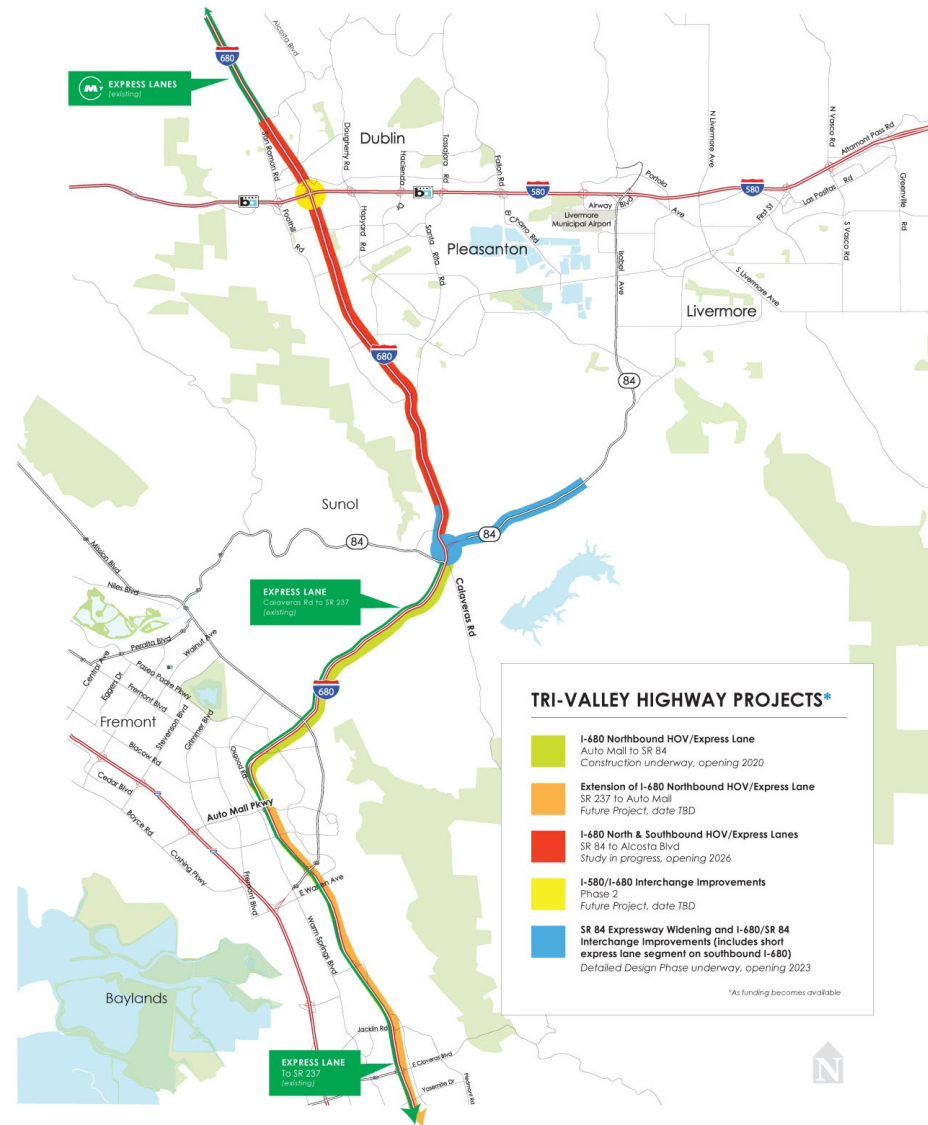 Alcosta Blvd
680
EXPRESS LANES
(existing)
San Ramon Rd
Dublin
Dougherty Rd
Hacienda Dr
Tassajara Rd
Fallon Rd
580
Portola Ave
N Livermore Ave
N Vasco Rd
Altamont Pass Rd
580
Las Positas Rd
Greenville Rd
First St
Airway Blvd
Livermore
Municipal Airport
Foothill Rd
Hopyard Rd
Santa Rita Rd
El Charro Rd
Pleasanton
Isabel Ave
S Vasco Rd
S Livermore Ave
Livermore
680
84
Sunol
84
84
Mission Blvd
Niles Blvd
EXPRESS LANE
Calaveras Rd to SR 237
(existing)
Calaveras Rd
Peralta Blvd
Walnut Ave
Central Ave
Eggers Dr
Paseo Padre Pkwy
Fremont Blvd
Stevenson Blvd
Grimmer Blvd
680
Fremont
Blacow Rd
Osgood Rd
Cedar Blvd
Boyce Rd
Auto Mall Pkwy
Cushing Pkwy
Fremont Blvd
E Warren Ave
Warm Springs Blvd
Baylands
Jacklin Rd
E Claveras Blvd
EXPRESS LANE
To SR 237
(existing)
Yosemite Dr
Piedmont Rd
TRI-VALLEY HIGHWAY PROJECTS*
I-680 Northbound HOV/Express Lane
Auto Mall to SR 84
Construction underway, opening 2020
Extension of I-680 Northbound HOV/Express Lane
SR 237 to Auto Mall
Future Project, date TBD
I-680 North & Southbound HOV/Express Lanes
SR 84 to Alcosta Blvd
Study in progress, opening 2026
I-580/I-680 Interchange Improvements
Phase 2
Future Project, date TBD
SR 84 Expressway Widening and I-680/SR 84
Interchange Improvements (includes short
express lane segment on southbound I-680)
Detailed Design Phase underway, opening 2023
*As funding becomes available
N